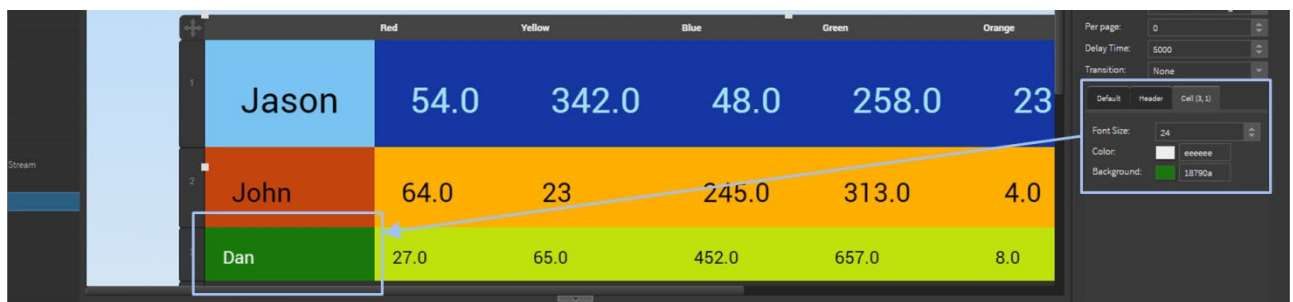 Red Yellow Blue Green Orange
1 Jason 54.0 342.0 48.0 258.0 23
2 John 64.0 23 245.0 313.0 4.0
Dan 27.0 65.0 452.0 657.0 8.0
Stream
Per page: 0
Delay Time: 5000
Transition: None
Default Header Cell (3, 1)
Font Size: 24
Color: eeeeee
Background: 18790a